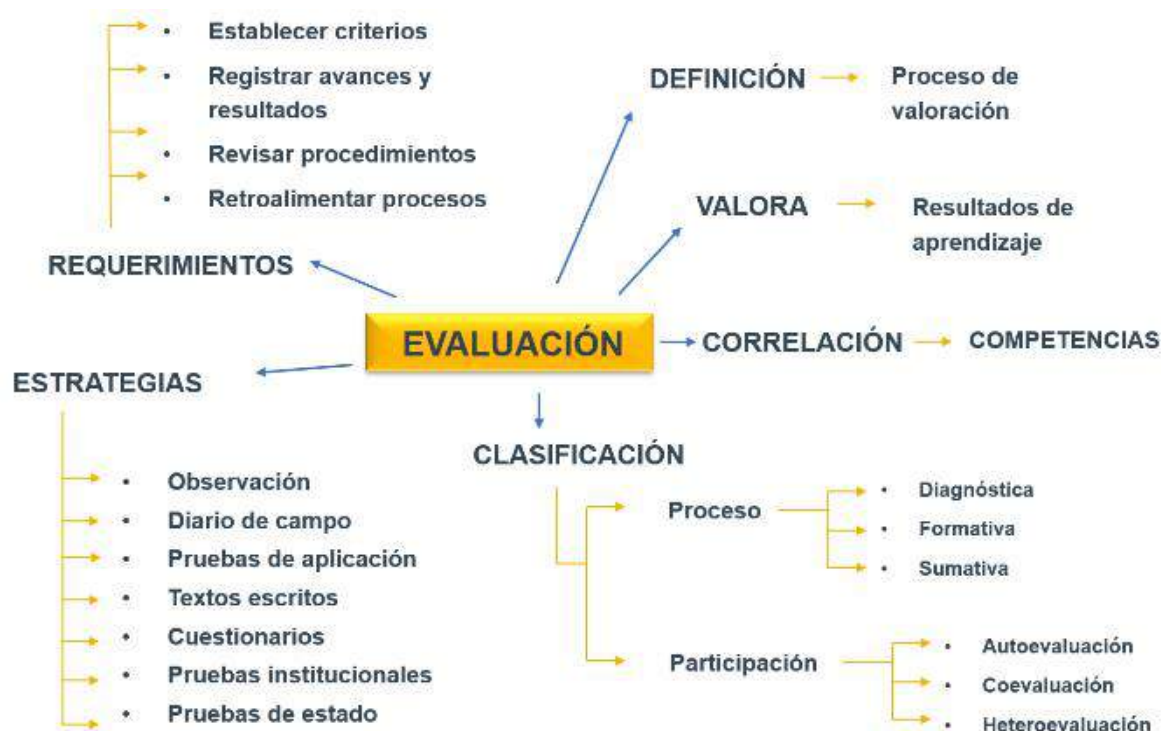 • Establecer criterios
• Registrar avances y
resultados
• Revisar procedimientos
• Retroalimentar procesos
REQUERIMIENTOS
DEFINICIÓN
Proceso de
valoración
VALORA
Resultados de
aprendizaje
EVALUACIÓN
CORRELACIÓN
COMPETENCIAS
ESTRATEGIAS
• Observación
• Diario de campo
• Pruebas de aplicación
• Textos escritos
• Cuestionarios
• Pruebas institucionales
• Pruebas de estado
CLASIFICACIÓN
Proceso
• Diagnóstica
• Formativa
• Sumativa
Participación
• Autoevaluación
• Coevaluación
• Heteroevaluación